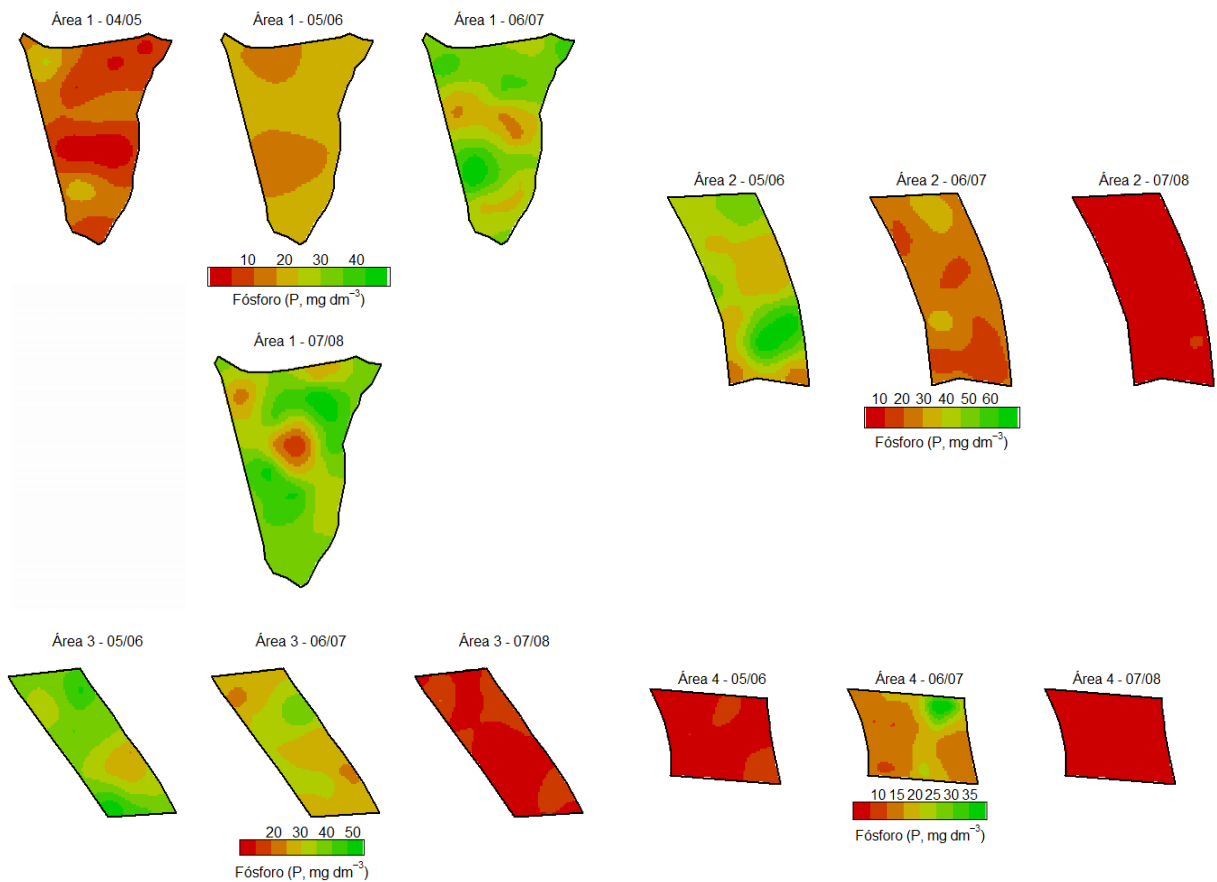 Área 1 - 04/05
Área 1 - 05/06
Área 1 - 06/07
10 20 30 40
Fósforo (P, mg dm−3)
Área 1 - 07/08
Área 2 - 05/06
Área 2 - 06/07
Área 2 - 07/08
10 20 30 40 50 60
Fósforo (P, mg dm−3)
Área 3 - 05/06
Área 3 - 06/07
Área 3 - 07/08
20 30 40 50
Fósforo (P, mg dm−3)
Área 4 - 05/06
Área 4 - 06/07
Área 4 - 07/08
10 15 20 25 30 35
Fósforo (P, mg dm−3)